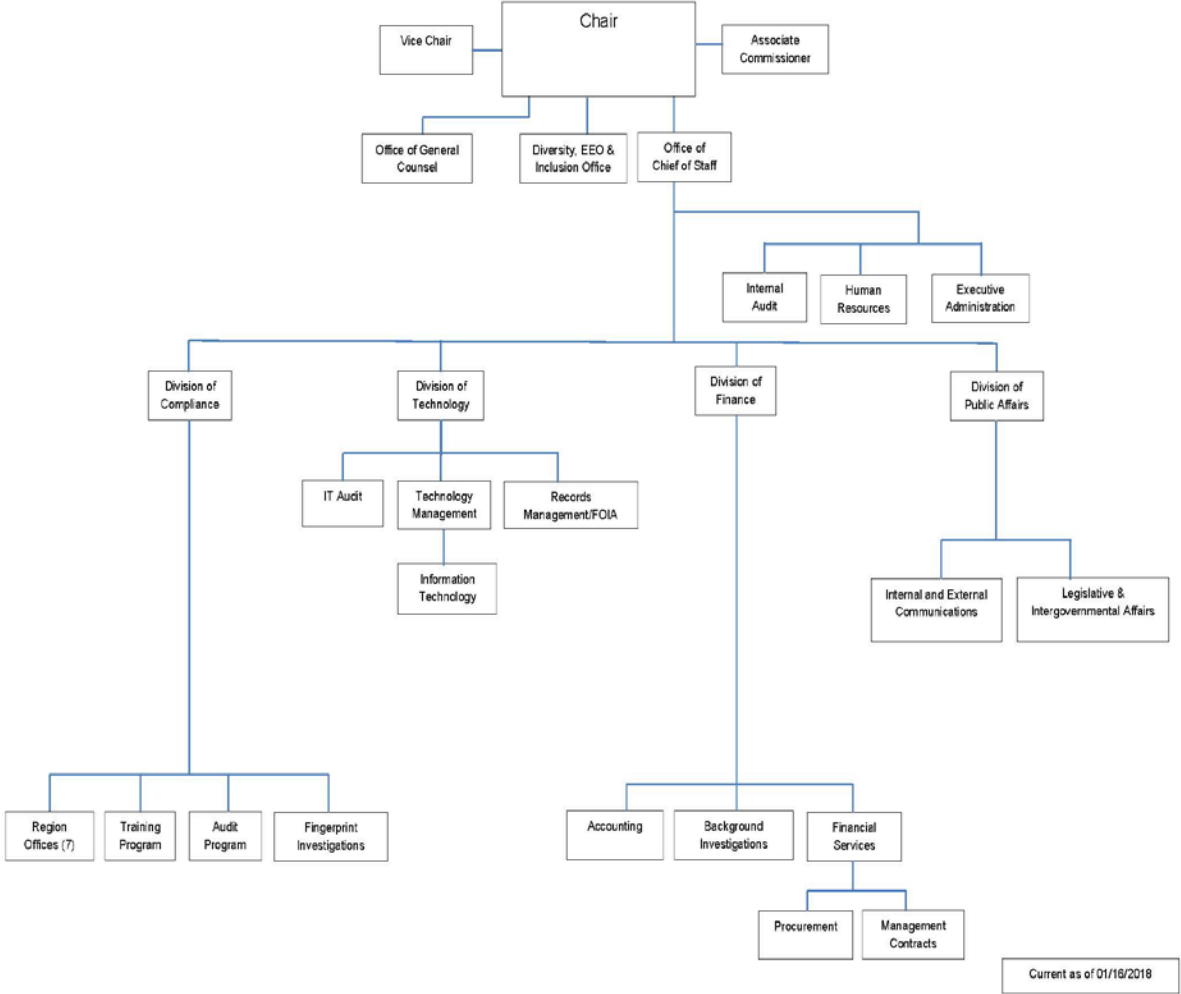 Chair
Vice Chair
Associate
Commissioner
Office of General
Counsel
Diversity, EEO &
Inclusion Office
Office of
Chief of Staff
Internal
Audit
Human
Resources
Executive
Administration
Division of
Compliance
Division of
Technology
Division of
Finance
Division of
Public Affairs
IT Audit
Technology
Management
Records
Management/FOIA
Information
Technology
Internal and External
Communications
Legislative &
Intergovernmental Affairs
Region
Offices (7)
Training
Program
Audit
Program
Fingerprint
Investigations
Accounting
Background
Investigations
Financial
Services
Procurement
Management
Contracts
Current as of 01/16/2018